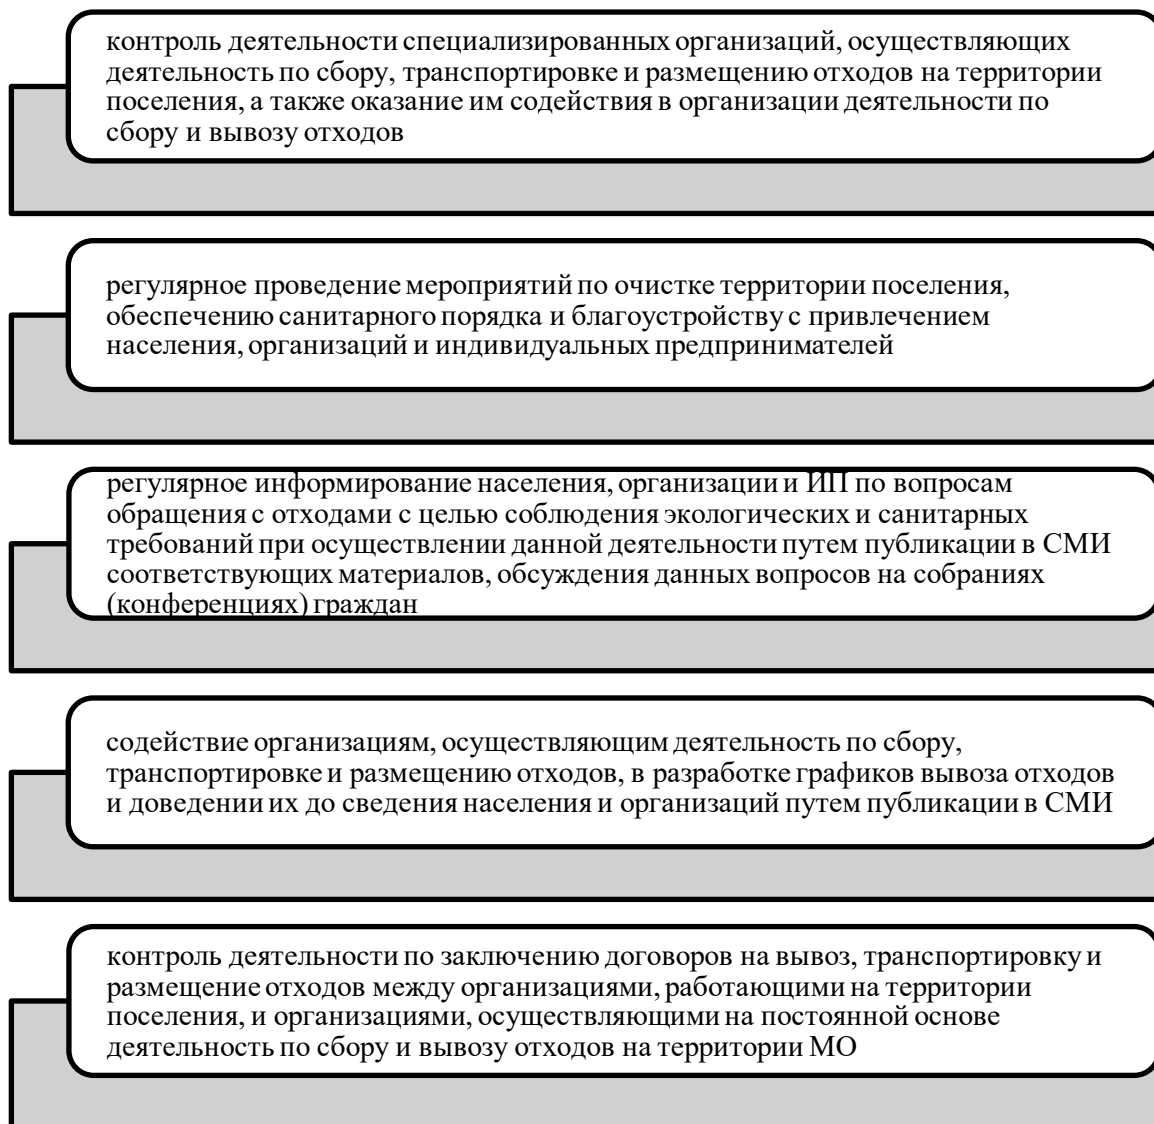 контроль деятельности специализированных организаций, осуществляющих
деятельность по сбору, транспортировке и размещению отходов на территории
поселения, а также оказание им содействия в организации деятельности по
сбору и вывозу отходов
регулярное проведение мероприятий по очистке территории поселения,
обеспечению санитарного порядка и благоустройству с привлечением
населения, организаций и индивидуальных предпринимателей
регулярное информирование населения, организации и ИП по вопросам
обращения с отходами с целью соблюдения экологических и санитарных
требований при осуществлении данной деятельности путем публикации в СМИ
соответствующих материалов, обсуждения данных вопросов на собраниях
(конференциях) граждан
содействие организациям, осуществляющим деятельность по сбору,
транспортировке и размещению отходов, в разработке графиков вывоза отходов
и доведении их до сведения населения и организаций путем публикации в СМИ
контроль деятельности по заключению договоров на вывоз, транспортировку и
размещение отходов между организациями, работающими на территории
поселения, и организациями, осуществляющими на постоянной основе
деятельность по сбору и вывозу отходов на территории МО